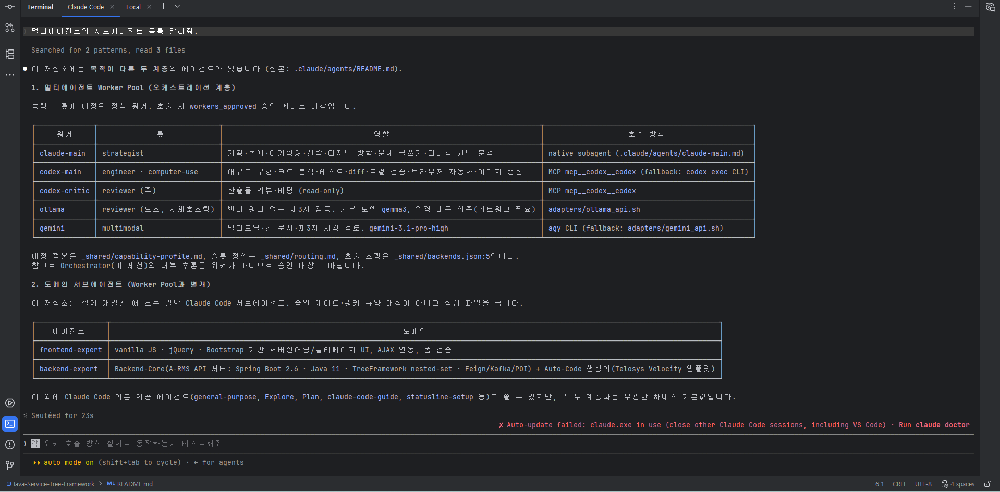 Terminal Claude Code × Local ×
멀티에이전트와 서브에이전트 목록 알려줘.
Searched for 2 patterns, read 3 files
● 이 저장소에는 목적이 다른 두 계층의 에이전트가 있습니다 (정본: .claude/agents/README.md).
1. 멀티에이전트 Worker Pool (오케스트레이션 계층)
능력 슬롯에 배정된 정식 워커. 호출 시 workers_approved 승인 게이트 대상입니다.
워커 슬롯 역할 호출 방식
claude-main strategist 기획·설계·아키텍처·전략·디자인 방향·문체 글쓰기·디버깅 원인 분석 native subagent (.claude/agents/claude-main.md)
codex-main engineer · computer-use 대규모 구현·코드 분석·테스트·diff·로컬 검증·브라우저 자동화·이미지 생성 MCP mcp__codex__codex (fallback: codex exec CLI)
codex-critic reviewer (주) 산출물 리뷰·비평 (read-only) MCP mcp__codex__codex
ollama reviewer (보조, 자체호스팅) 벤더 쿼터 없는 제3자 검증. 기본 모델 gemma3, 원격 데몬 의존(네트워크 필요) adapters/ollama_api.sh
gemini multimodal 멀티모달·긴 문서·제3자 시각 검토. gemini-3.1-pro-high agy CLI (fallback: adapters/gemini_api.sh)
배정 정본은 _shared/capability-profile.md, 슬롯 정의는 _shared/routing.md, 호출 스펙은 _shared/backends.json:5입니다.
참고로 Orchestrator(이 세션)의 내부 추론은 워커가 아니므로 승인 대상이 아닙니다.
2. 도메인 서브에이전트 (Worker Pool과 별개)
이 저장소를 실제 개발할 때 쓰는 일반 Claude Code 서브에이전트. 승인 게이트·워커 규약 대상이 아니고 직접 파일을 씁니다.
에이전트 도메인
frontend-expert vanilla JS · jQuery · Bootstrap 기반 서버렌더링/멀티페이지 UI, AJAX 연동, 폼 검증
backend-expert Backend-Core(A-RMS API 서버: Spring Boot 2.6 · Java 11 · TreeFramework nested-set · Feign/Kafka/POI) + Auto-Code 생성기(Telosys Velocity 템플릿)
이 외에 Claude Code 기본 제공 에이전트(general-purpose, Explore, Plan, claude-code-guide, statusline-setup 등)도 쓸 수 있지만, 위 두 계층과는 무관한 하네스 기본값입니다.
✻ Sautéed for 23s
✗ Auto-update failed: claude.exe in use (close other Claude Code sessions, including VS Code) · Run claude doctor
❯ 각 워커 호출 방식 실제로 동작하는지 테스트해줘
⏵⏵ auto mode on (shift+tab to cycle) · ← for agents
Java-Service-Tree-Framework > M↓ README.md 6:1 CRLF UTF-8 4 spaces